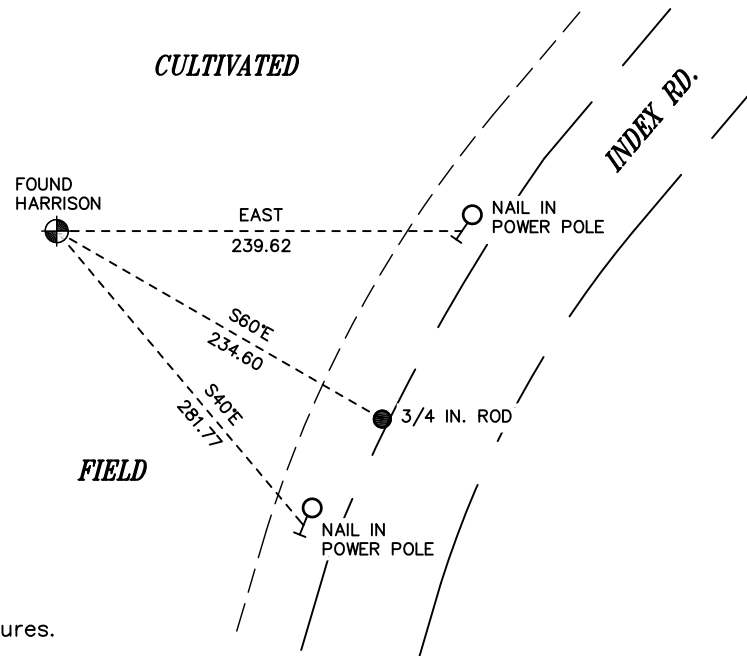 CULTIVATED
INDEX RD.
FOUND
HARRISON
EAST
239.62
NAIL IN
POWER POLE
S60°E
234.60
S40°E
281.77
3/4 IN. ROD
FIELD
NAIL IN
POWER POLE
ures.